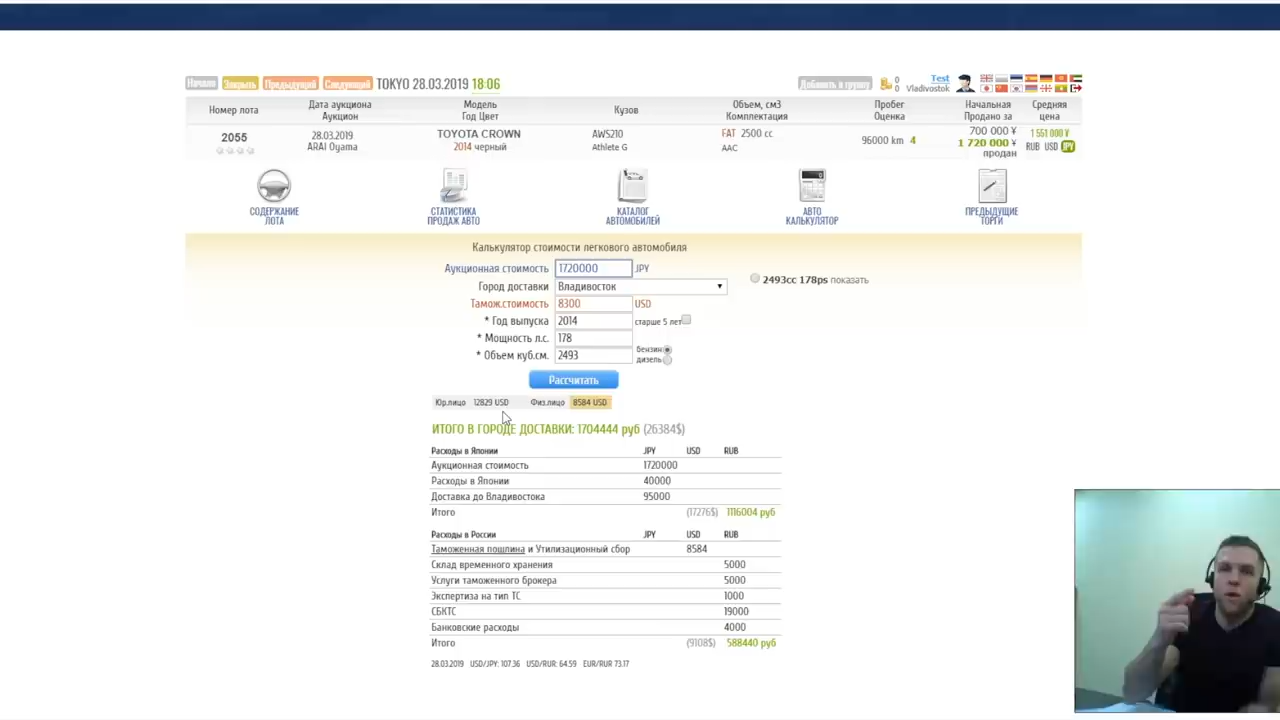 Начало Закрыть Предыдущий Следующий TOKYO 28.03.2019 18:06 Добавить в группу 0 0 Test Vladivostok
Номер лота Дата аукциона Аукцион Модель Год Цвет Кузов Объем, см3 Комплектация Пробег Оценка Начальная Продано за Средняя цена
2055 28.03.2019 ARAI Oyama TOYOTA CROWN 2014 черный AWS210 Athlete G FAT 2500 cc AAC 96000 km 4 700 000 ¥ 1 720 000 ¥ продан 1 551 000 ¥ RUB USD JPY
СОДЕРЖАНИЕ ЛОТА
СТАТИСТИКА ПРОДАЖ АВТО
КАТАЛОГ АВТОМОБИЛЕЙ
АВТО КАЛЬКУЛЯТОР
ПРЕДЫДУЩИЕ ТОРГИ
Калькулятор стоимости легкового автомобиля
Аукционная стоимость 1720000 JPY
Город доставки Владивосток
2493cc 178ps показать
Тамож.стоимость 8300 USD
* Год выпуска 2014 старше 5 лет
* Мощность л.с. 178
* Объем куб.см. 2493 бензин дизель
Рассчитать
Юр.лицо 12829 USD Физ.лицо 8584 USD
ИТОГО В ГОРОДЕ ДОСТАВКИ: 1704444 руб (26384$)
Расходы в Японии JPY USD RUB
Аукционная стоимость 1720000
Расходы в Японии 40000
Доставка до Владивостока 95000
Итого (17276$) 1116004 руб
Расходы в России JPY USD RUB
Таможенная пошлина и Утилизационный сбор 8584
Склад временного хранения 5000
Услуги таможенного брокера 5000
Экспертиза на тип ТС 1000
СБКТС 19000
Банковские расходы 4000
Итого (9108$) 588440 руб
28.03.2019 USD/JPY: 107.36 USD/RUR: 64.59 EUR/RUR 73.17